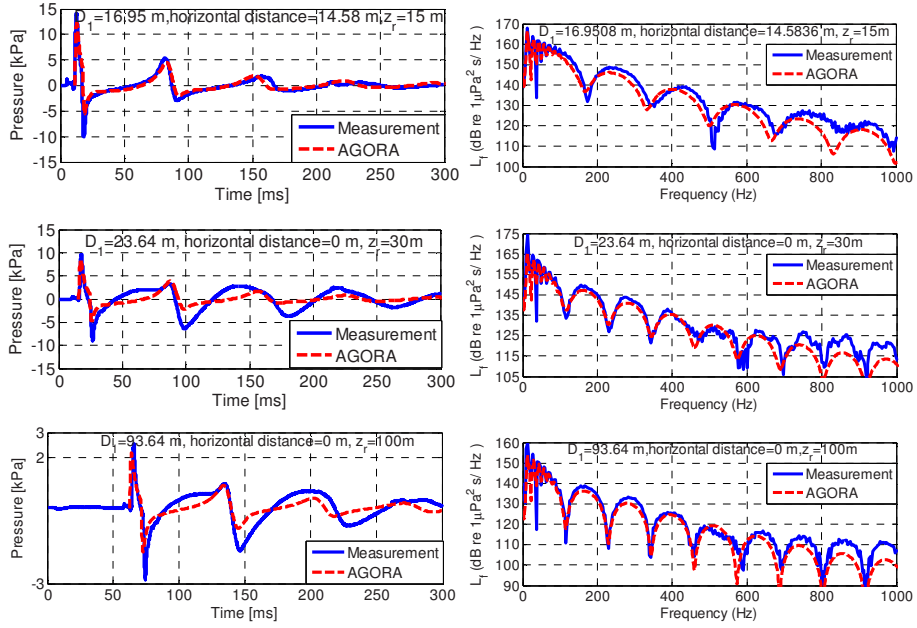 D1=16.95 m,horizontal distance=14.58 m,zr=15 m
Pressure [kPa]
15
10
5
0
-5
-10
15
0 50 100 150 200 250 300
Time [ms]
Measurement
AGORA
D1=16.9508 m, horizontal distance=14.5836 m, zr=15m
Lf (dB re 1µPa² s/ Hz )
170
160
150
140
130
120
110
100
0 200 400 600 800 1000
Frequency (Hz)
Measurement
AGORA
D1=23.64 m, horizontal distance=0 m, zr=30m
Pressure [kPa]
15
10
5
0
-5
-10
15
0 50 100 150 200 250 300
Time [ms]
Measurement
AGORA
D1=23.64 m, horizontal distance=0 m, zr=30m
Lf (dB re 1µPa² s/ Hz )
175
165
155
145
135
125
115
105
0 200 400 600 800 1000
Frequency (Hz)
Measurement
AGORA
D1=93.64 m, horizontal distance=0 m, zr=100m
Pressure [kPa]
3
2
-3
0 50 100 150 200 250 300
Time [ms]
Measurement
AGORA
D1=93.64 m, horizontal distance=0 m,zr=100m
Lf (dB re 1µPa² s/ Hz )
160
150
140
130
120
110
100
90
0 200 400 600 800 1000
Frequency (Hz)
Measurement
AGORA